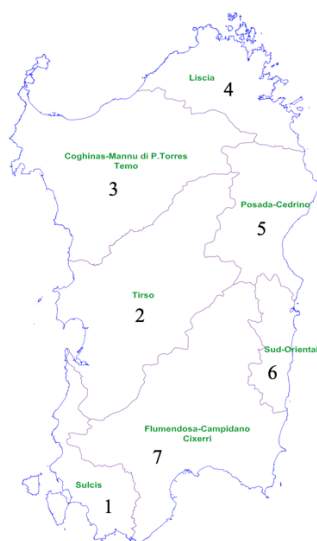 Liscia
4
Coghinas-Mannu di P.Torres
Temo
3
Posada-Cedrino
5
Tirso
2
Sud-Orientale
6
Flumendosa-Campidano
Cixerri
7
Sulcis
1